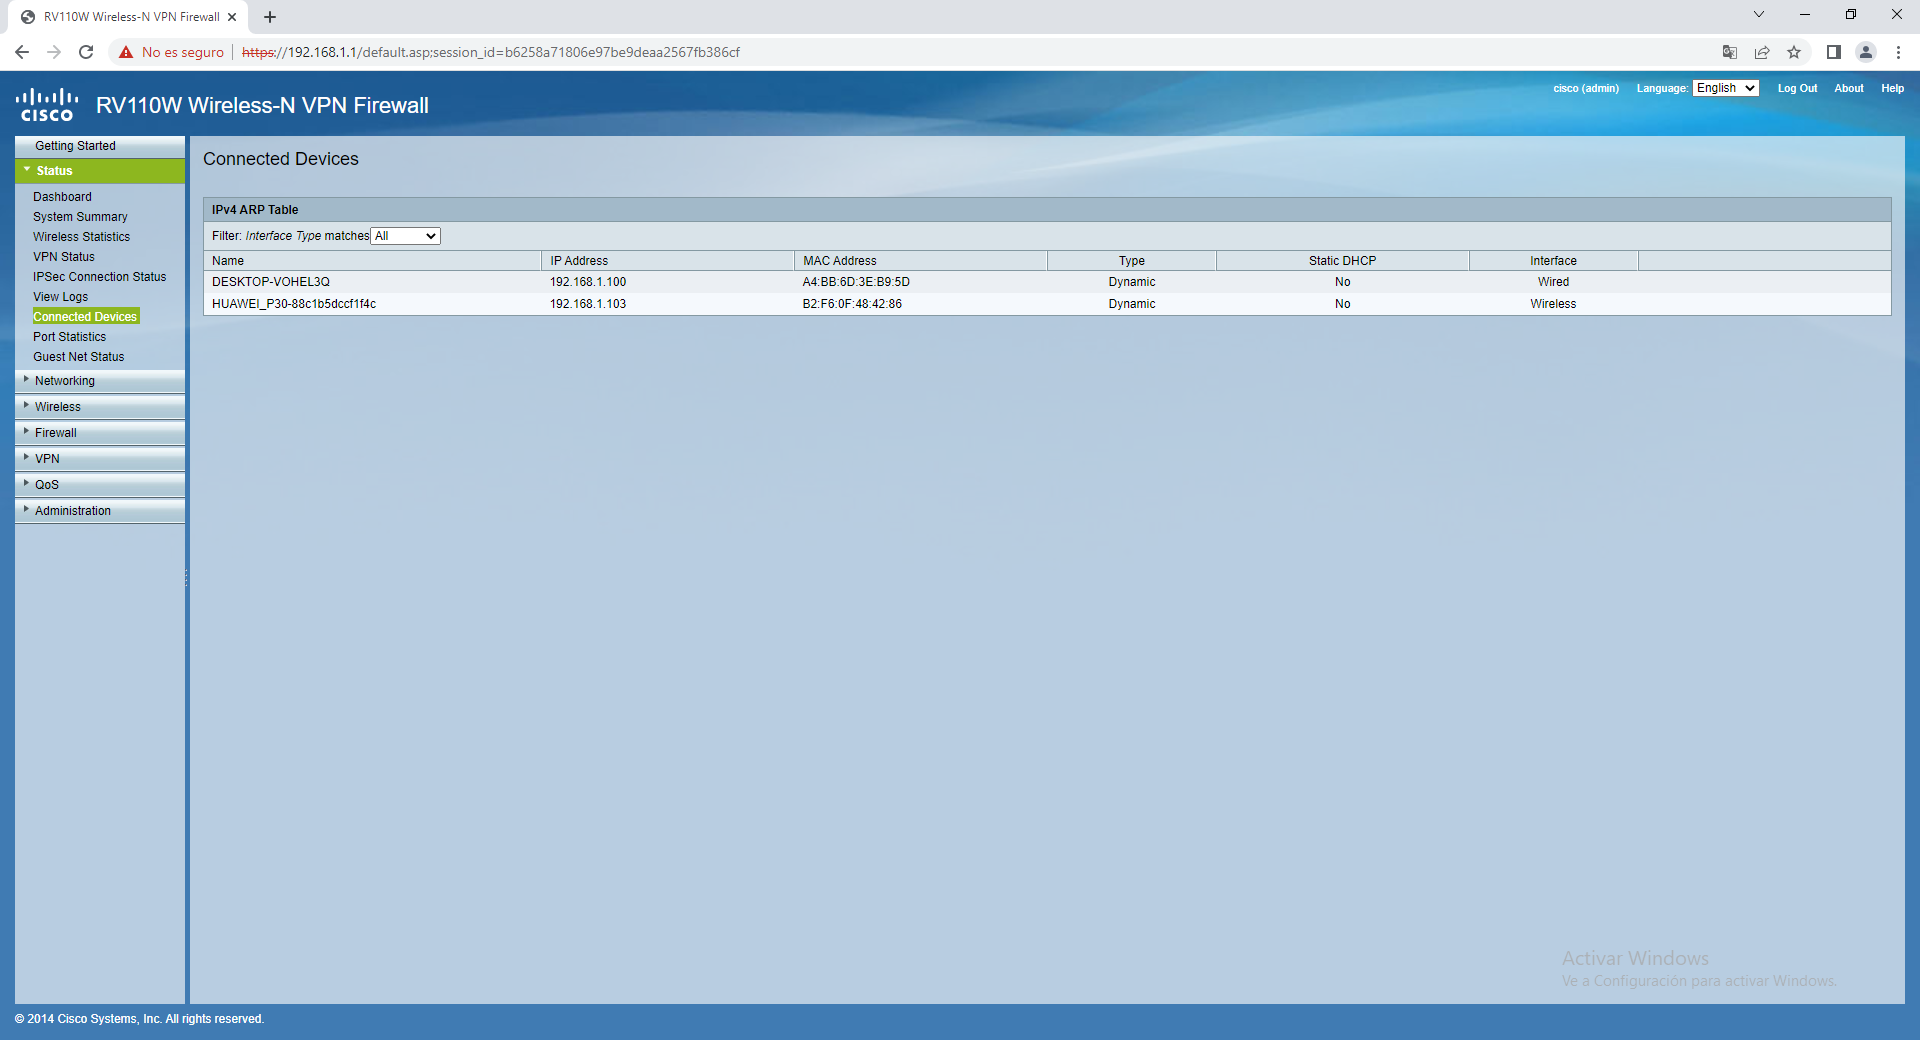 RV110W Wireless-N VPN Firewall
No es seguro https://192.168.1.1/default.asp;session_id=b6258a71806e97be9deaa2567fb386cf
cisco RV110W Wireless-N VPN Firewall
cisco (admin) Language: English Log Out About Help
Getting Started
Status
Dashboard
System Summary
Wireless Statistics
VPN Status
IPSec Connection Status
View Logs
Connected Devices
Port Statistics
Guest Net Status
Networking
Wireless
Firewall
VPN
QoS
Administration
Connected Devices
IPv4 ARP Table
Filter: Interface Type matches All
Name IP Address MAC Address Type Static DHCP Interface
DESKTOP-VOHEL3Q 192.168.1.100 A4:BB:6D:3E:B9:5D Dynamic No Wired
HUAWEI_P30-88c1b5dccf1f4c 192.168.1.103 B2:F6:0F:48:42:86 Dynamic No Wireless
Activar Windows
Ve a Configuración para activar Windows.
© 2014 Cisco Systems, Inc. All rights reserved.